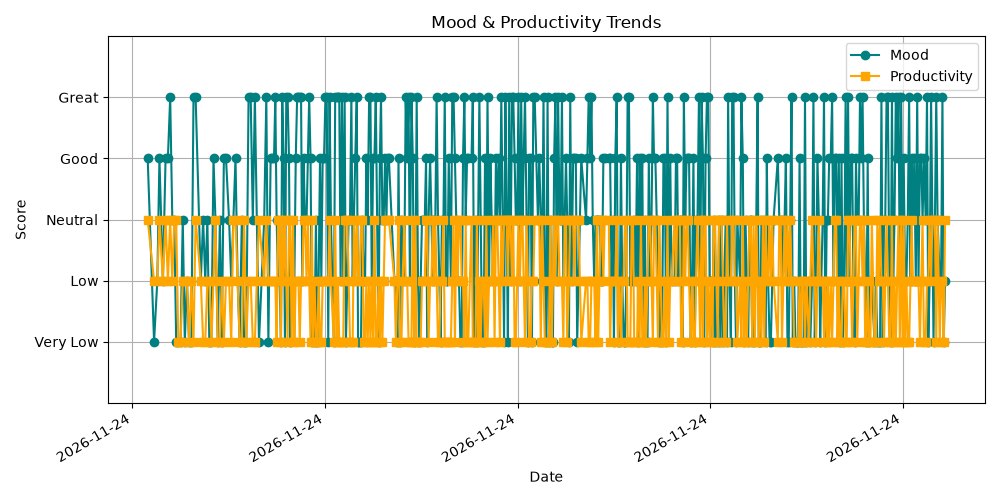 Mood & Productivity Trends
Mood
Productivity
Great
Good
Neutral
Low
Very Low
Score
2026-11-24
2026-11-24
2026-11-24
2026-11-24
2026-11-24
Date